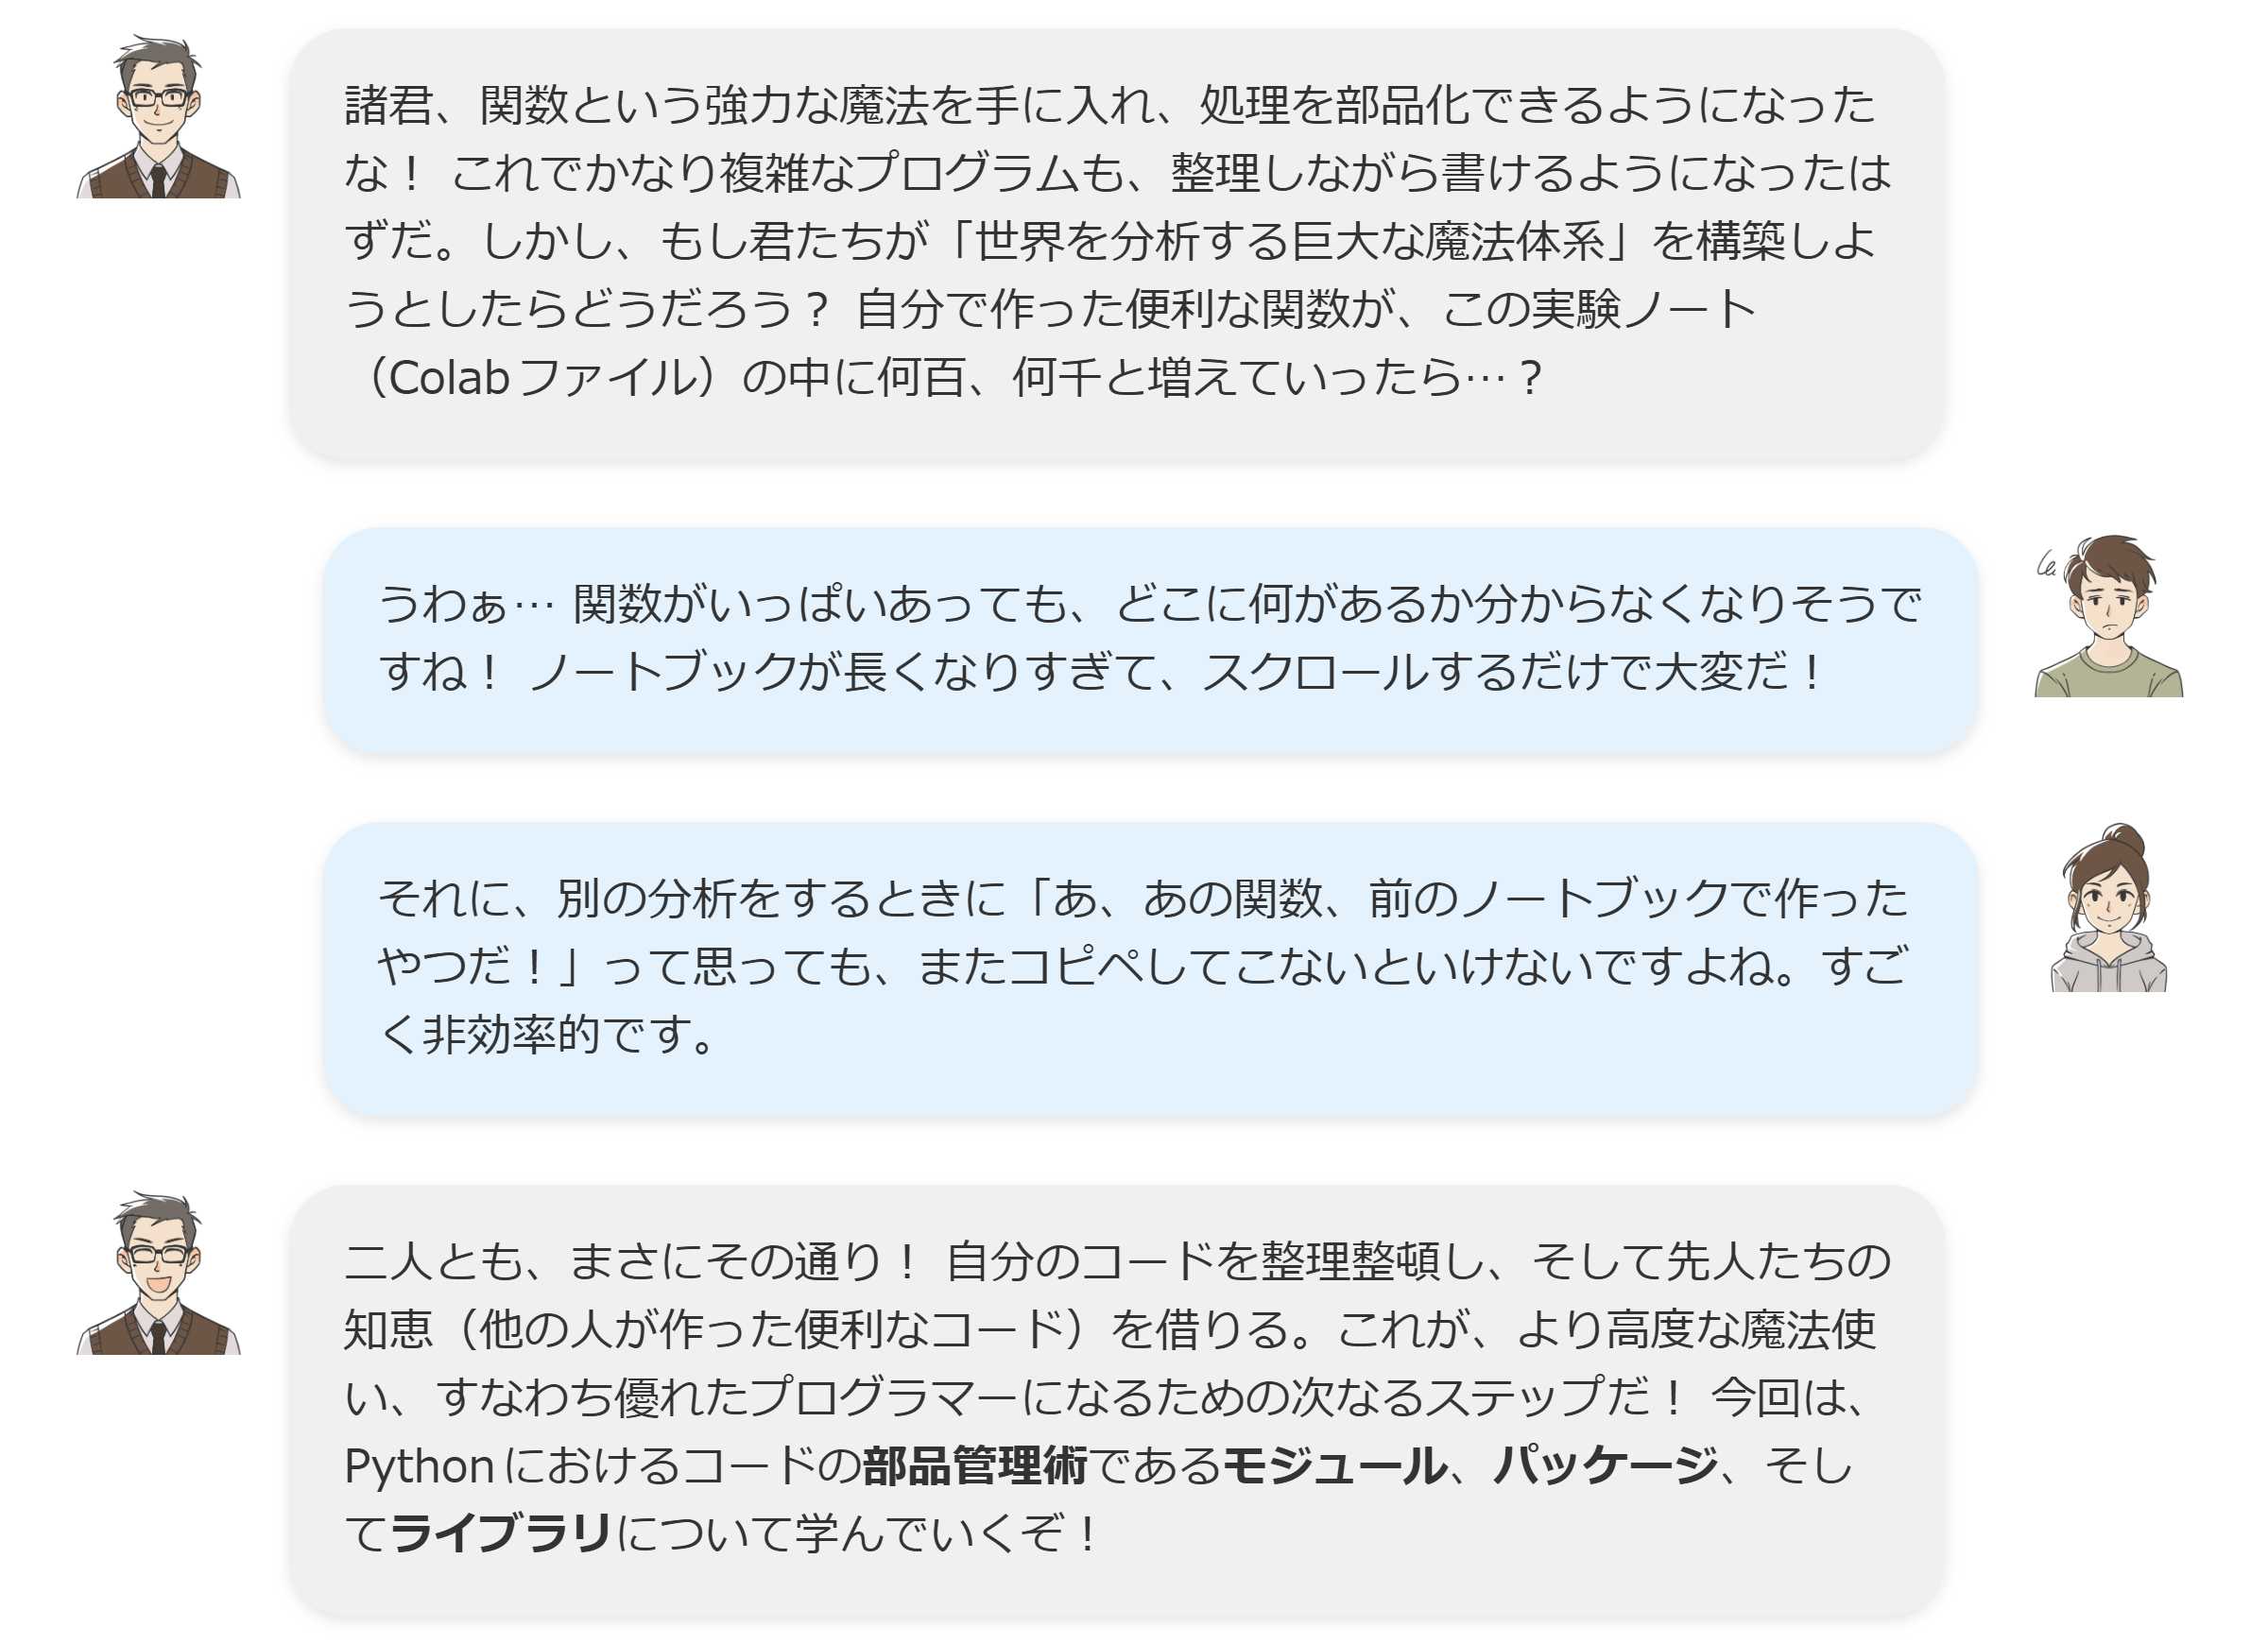 諸君、関数という強力な魔法を手に入れ、処理を部品化できるようになった
な！ これでかなり複雑なプログラムも、整理しながら書けるようになったは
ずだ。しかし、もし君たちが「世界を分析する巨大な魔法体系」を構築しよ
うとしたらどうだろう？ 自分で作った便利な関数が、この実験ノート
（Colabファイル）の中に何百、何千と増えていったら…？
うわぁ… 関数がいっぱいあっても、どこに何があるか分からなくなりそうで
すね！ ノートブックが長くなりすぎて、スクロールするだけで大変だ！
それに、別の分析をするときに「あ、あの関数、前のノートブックで作った
やつだ！」って思っても、またコピペしてこないといけないですよね。すご
く非効率的です。
二人とも、まさにその通り！ 自分のコードを整理整頓し、そして先人たちの
知恵（他の人が作った便利なコード）を借りる。これが、より高度な魔法使
い、すなわち優れたプログラマーになるための次なるステップだ！ 今回は、
Pythonにおけるコードの部品管理術であるモジュール、パッケージ、そし
てライブラリについて学んでいくぞ！